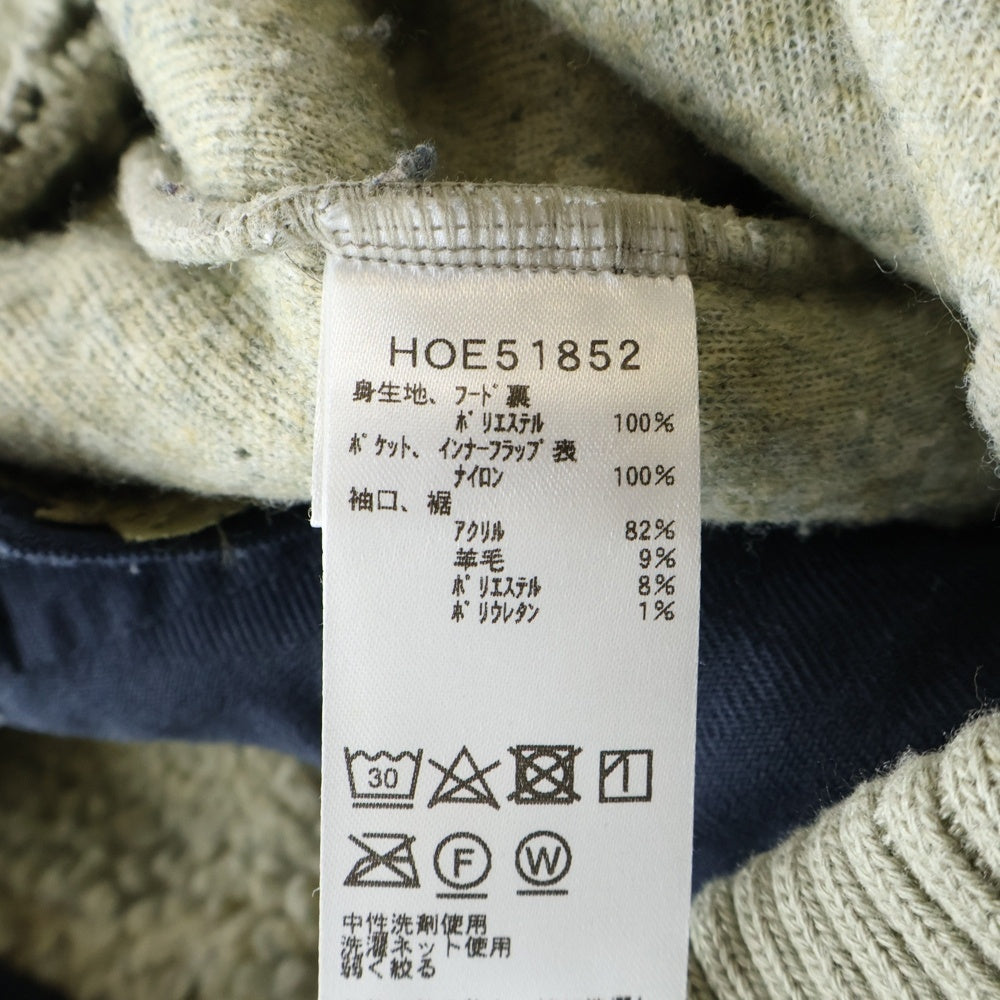 HOE51852
身生地、フード裏
ポリエステル 100%
ポケット、インナーフラップ表
ナイロン 100%
袖口、裾
アクリル 82%
羊毛 9%
ポリエステル 8%
ポリウレタン 1%
30
F W
中性洗剤使用
洗濯ネット使用
弱く絞る